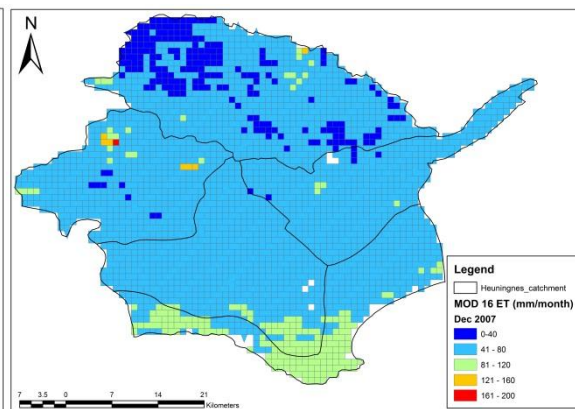 N
Legend
Heuningnes_catchment
MOD 16 ET (mm/month)
Dec 2007
0-40
41 - 80
81 - 120
121 - 160
161 - 200
7 3.5 0 7 14 21
Kilometers